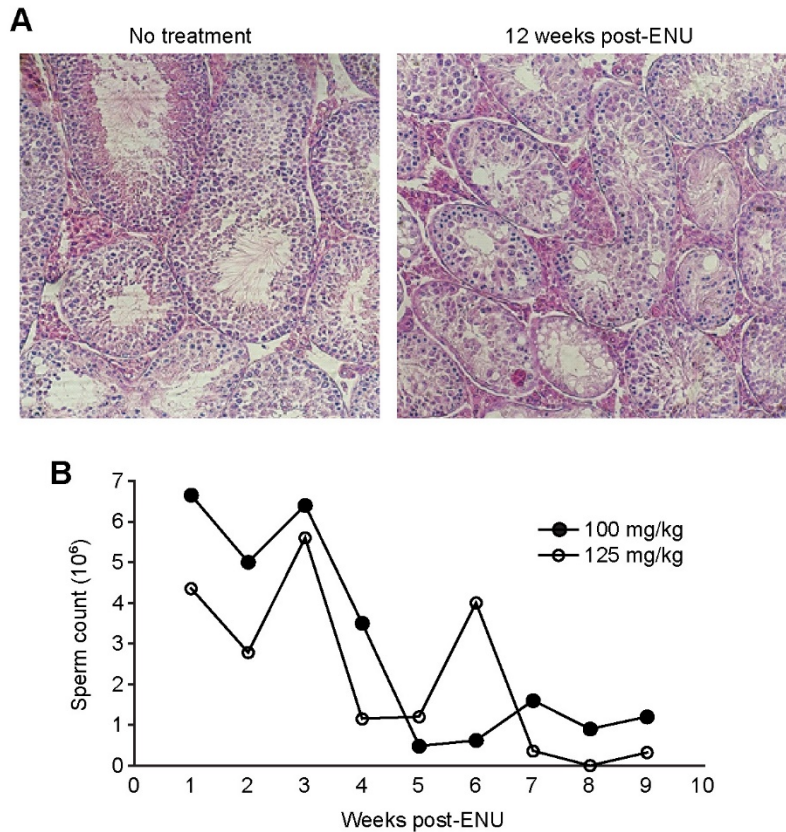 A
No treatment
12 weeks post-ENU
B
7
6
5
4
3
2
1
0
Sperm count (10⁶)
100 mg/kg
125 mg/kg
0 1 2 3 4 5 6 7 8 9 10
Weeks post-ENU